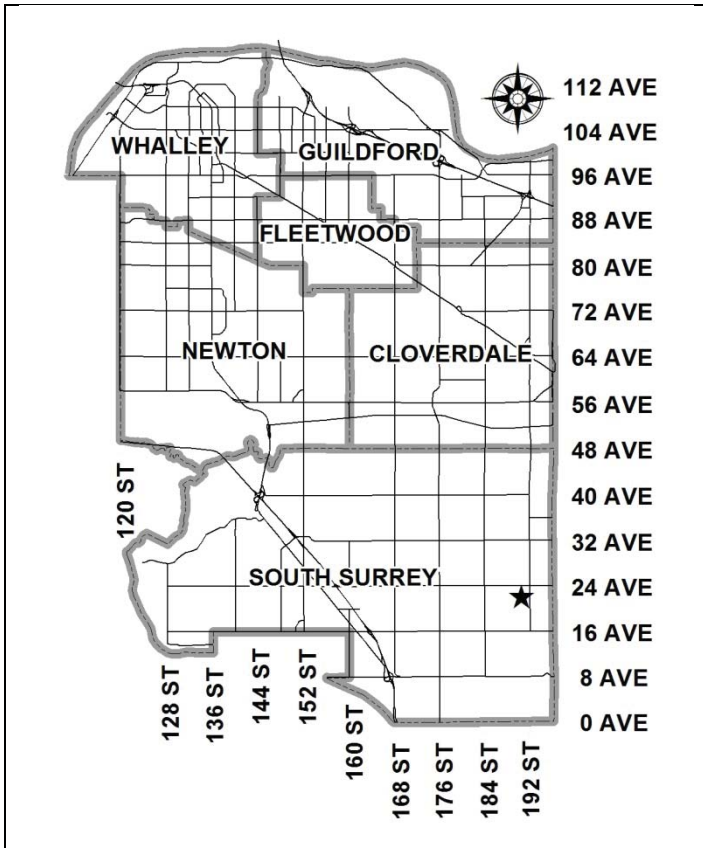 112 AVE
104 AVE
WHALLEY
GUILDFORD
96 AVE
88 AVE
FLEETWOOD
80 AVE
72 AVE
NEWTON
CLOVERDALE
64 AVE
56 AVE
48 AVE
120 ST
40 AVE
32 AVE
SOUTH SURREY
24 AVE
16 AVE
8 AVE
0 AVE
128 ST
136 ST
144 ST
152 ST
160 ST
168 ST
176 ST
184 ST
192 ST